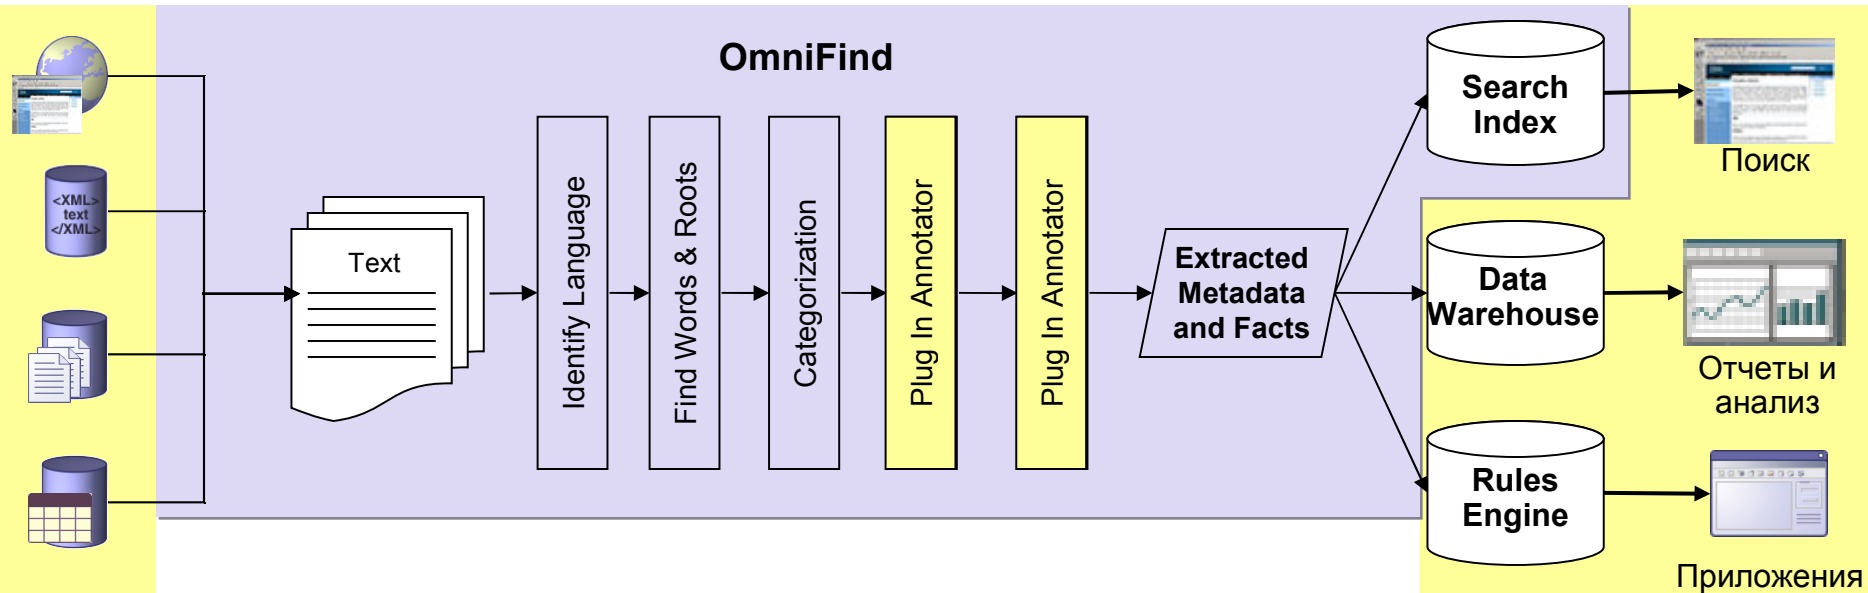 OmniFind
<XML>
text
</XML>
Text
Identify Language
Find Words & Roots
Categorization
Plug In Annotator
Plug In Annotator
Extracted
Metadata
and Facts
Search
Index
Поиск
Data
Warehouse
Отчеты и
анализ
Rules
Engine
Приложения